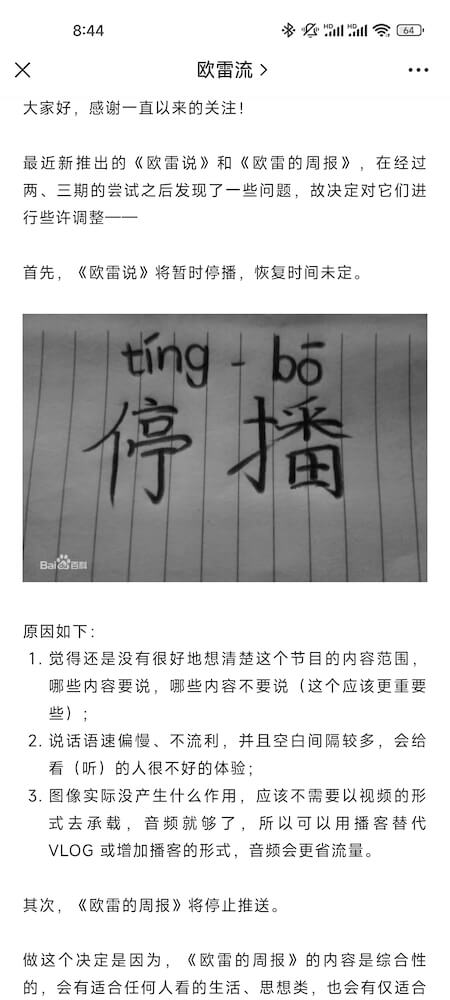 8:44
HD HD 64
欧雷流
大家好，感谢一直以来的关注！
最近新推出的《欧雷说》和《欧雷的周报》，在经过
两、三期的尝试之后发现了一些问题，故决定对它们进
行些许调整——
首先，《欧雷说》将暂时停播，恢复时间未定。
tíng - bō
停 播
Bai百科
原因如下：
1. 觉得还是没有很好地想清楚这个节目的内容范围，
哪些内容要说，哪些内容不要说（这个应该更重要
些）；
2. 说话语速偏慢、不流利，并且空白间隔较多，会给
看（听）的人很不好的体验；
3. 图像实际没产生什么作用，应该不需要以视频的形
式去承载，音频就够了，所以可以用播客替代
VLOG 或增加播客的形式，音频会更省流量。
其次，《欧雷的周报》将停止推送。
做这个决定是因为，《欧雷的周报》的内容是综合性
的，会有适合任何人看的生活、思想类，也会有仅适合